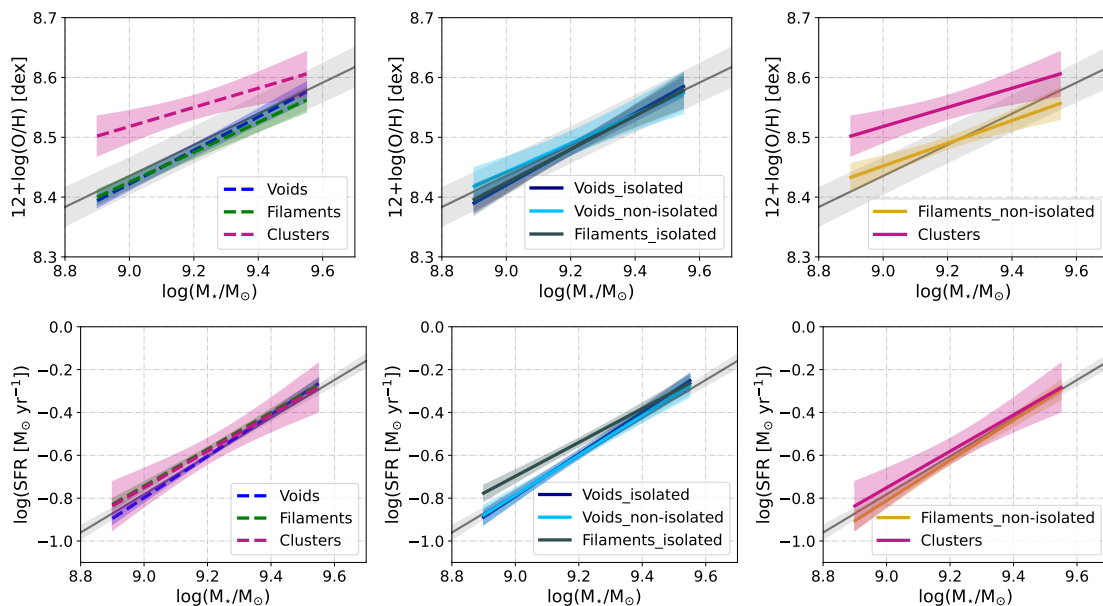 8.7
8.6
8.5
8.4
8.3
12+log(O/H) [dex]
Voids
Filaments
Clusters
8.8 9.0 9.2 9.4 9.6
log(M⋆/M⊙)
8.7
8.6
8.5
8.4
8.3
12+log(O/H) [dex]
Voids_isolated
Voids_non-isolated
Filaments_isolated
8.8 9.0 9.2 9.4 9.6
log(M⋆/M⊙)
8.7
8.6
8.5
8.4
8.3
12+log(O/H) [dex]
Filaments_non-isolated
Clusters
8.8 9.0 9.2 9.4 9.6
log(M⋆/M⊙)
0.0
−0.2
−0.4
−0.6
−0.8
−1.0
log(SFR [M⊙ yr⁻¹])
Voids
Filaments
Clusters
8.8 9.0 9.2 9.4 9.6
log(M⋆/M⊙)
0.0
−0.2
−0.4
−0.6
−0.8
−1.0
log(SFR [M⊙ yr⁻¹])
Voids_isolated
Voids_non-isolated
Filaments_isolated
8.8 9.0 9.2 9.4 9.6
log(M⋆/M⊙)
0.0
−0.2
−0.4
−0.6
−0.8
−1.0
log(SFR [M⊙ yr⁻¹])
Filaments_non-isolated
Clusters
8.8 9.0 9.2 9.4 9.6
log(M⋆/M⊙)